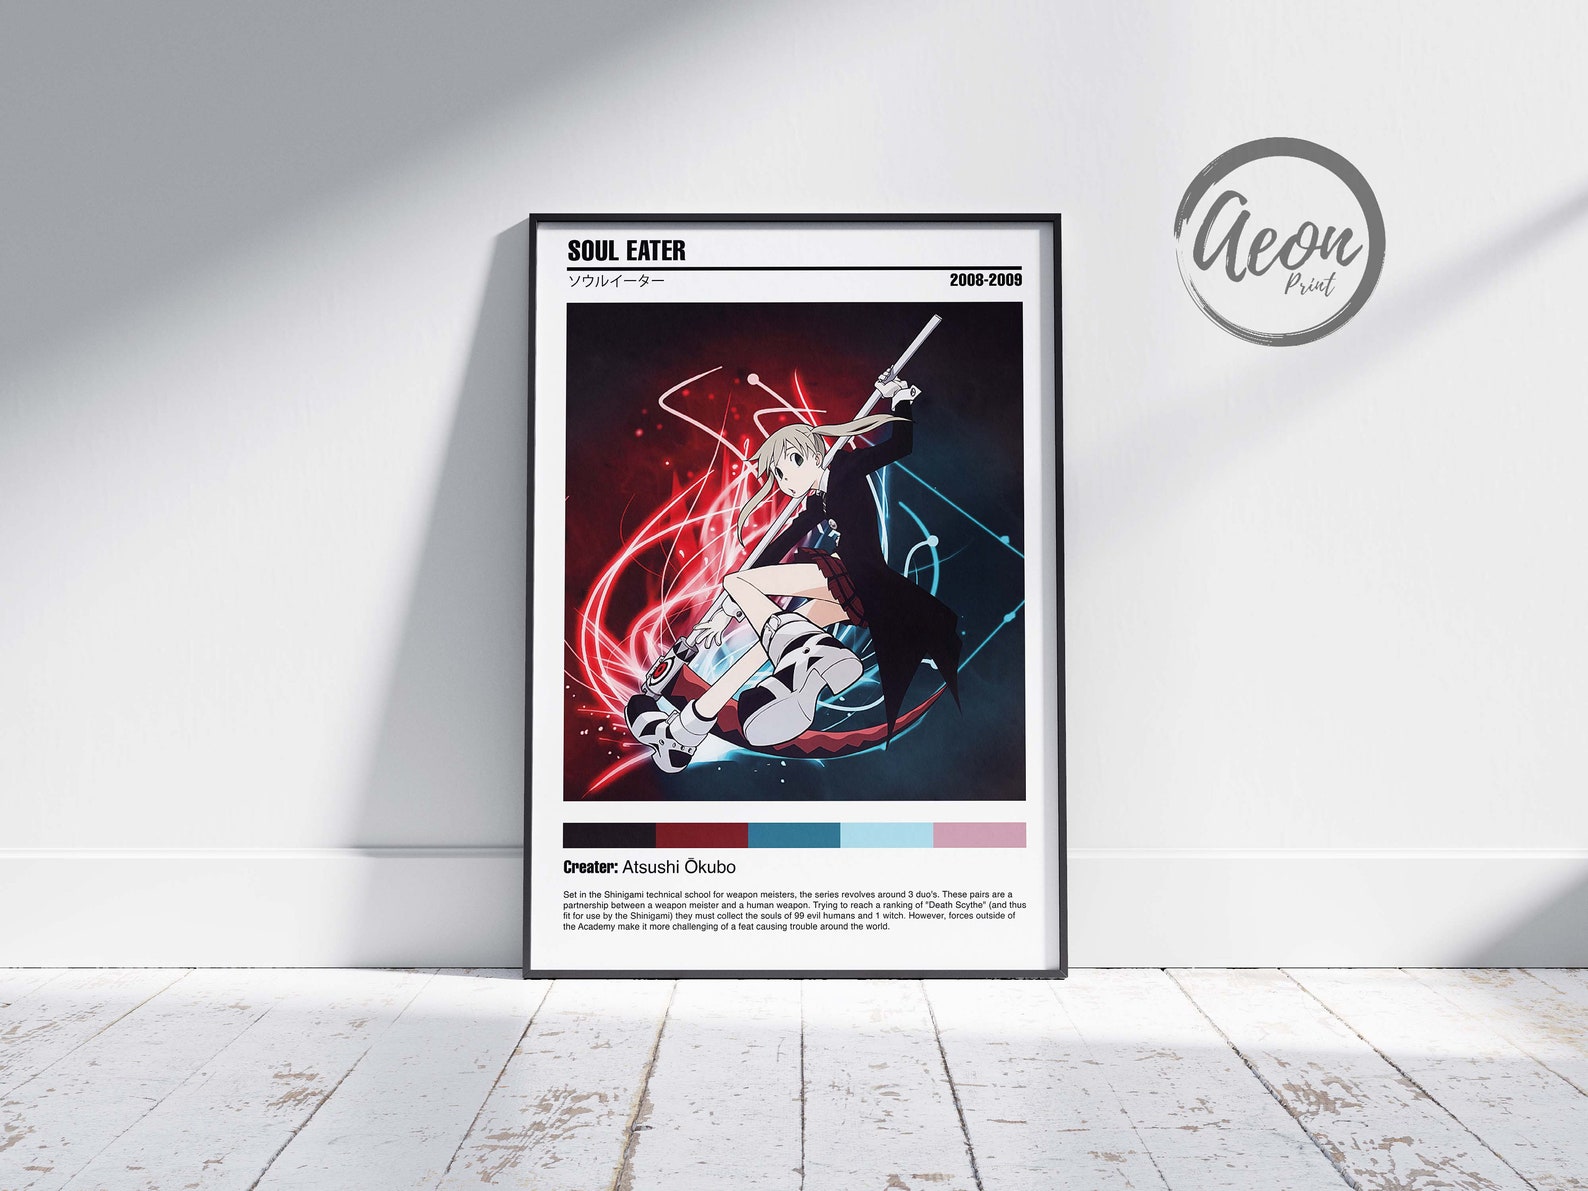 SOUL EATER
ソウルイーター
2008-2009
Aeon
Print
Creater: Atsushi Ōkubo
Set in the Shinigami technical school for weapon meisters, the series revolves around 3 duo's. These pairs are a
partnership between a weapon meister and a human weapon. Trying to reach a ranking of "Death Scythe" (and thus
fit for use by the Shinigami) they must collect the souls of 99 evil humans and 1 witch. However, forces outside of
the Academy make it more challenging of a feat causing trouble around the world.